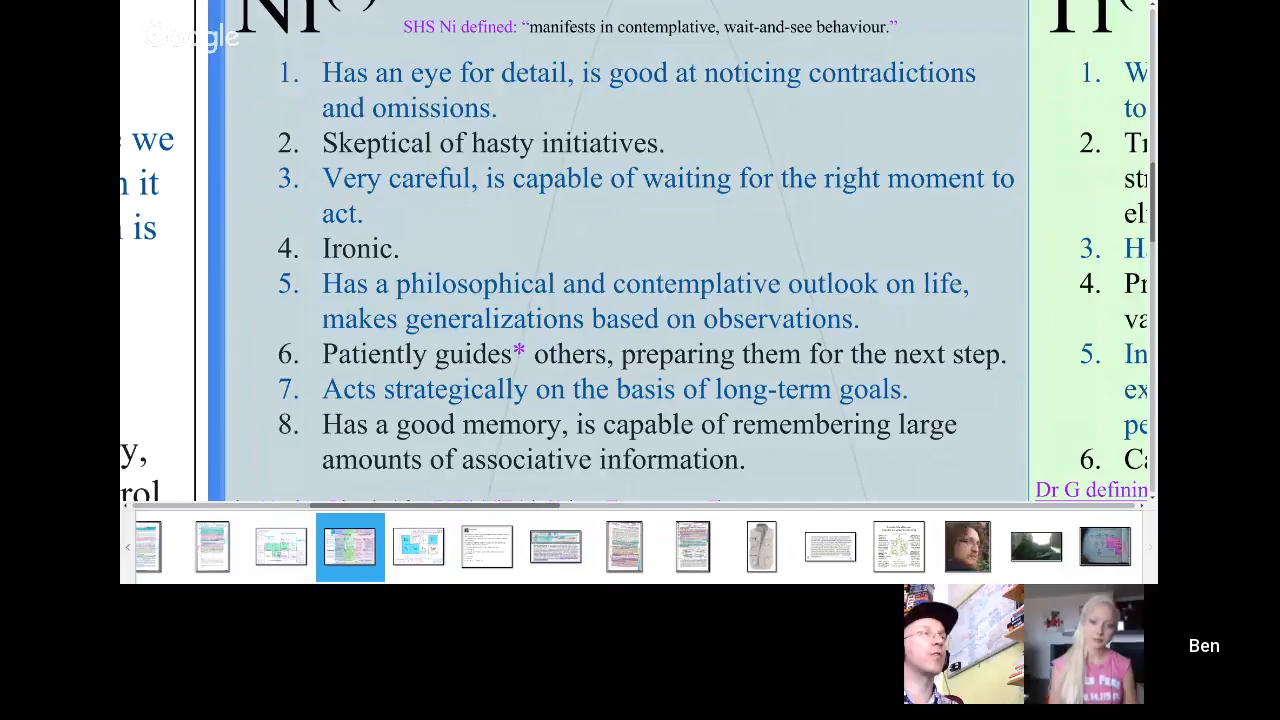 Google
Ni
SHS Ni defined: “manifests in contemplative, wait-and-see behaviour.”
1. Has an eye for detail, is good at noticing contradictions
and omissions.
2. Skeptical of hasty initiatives.
3. Very careful, is capable of waiting for the right moment to
act.
4. Ironic.
5. Has a philosophical and contemplative outlook on life,
makes generalizations based on observations.
6. Patiently guides* others, preparing them for the next step.
7. Acts strategically on the basis of long-term goals.
8. Has a good memory, is capable of remembering large
amounts of associative information.
we
it
is
y,
rol
Ti
1. W
to
2. Tr
str
el
3. H
4. Pr
va
5. In
ex
pe
6. Ca
Dr G definin
Ben